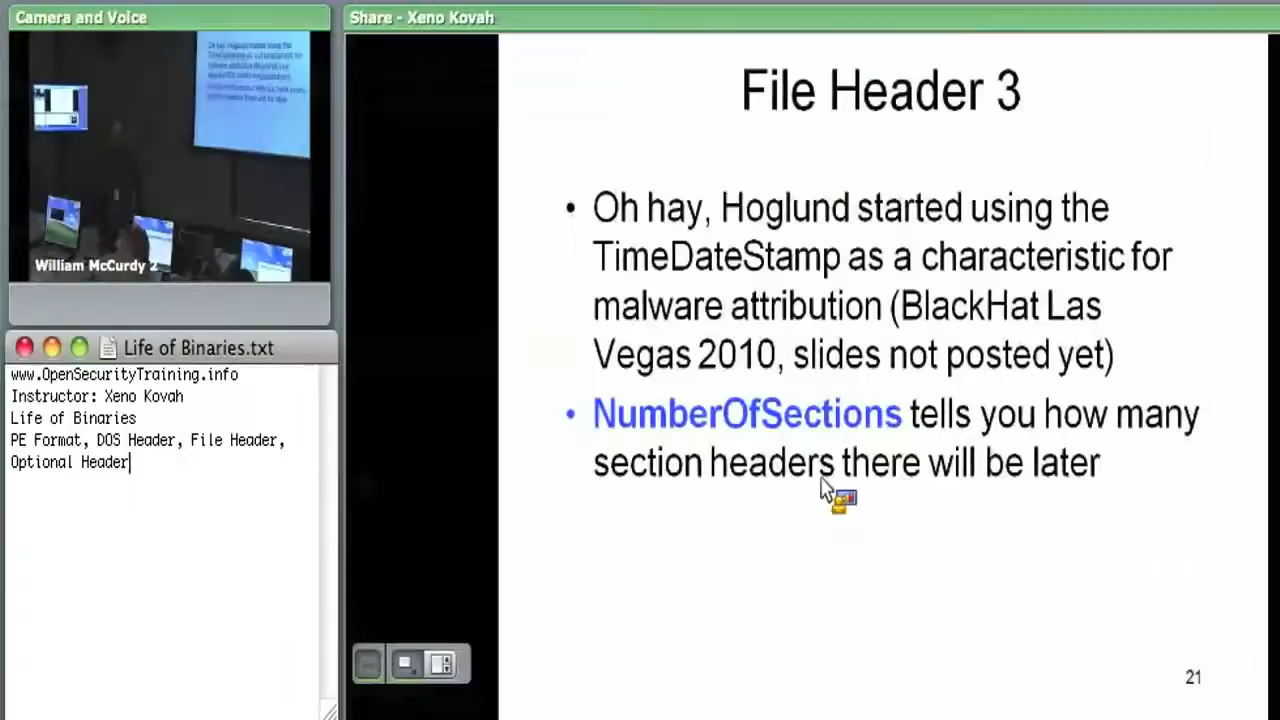 Camera and Voice
William McCurdy 2
Life of Binaries.txt
www.OpenSecurityTraining.info
Instructor: Xeno Kovah
Life of Binaries
PE Format, DOS Header, File Header,
Optional Header
Share - Xeno Kovah
File Header 3
• Oh hay, Hoglund started using the
TimeDateStamp as a characteristic for
malware attribution (BlackHat Las
Vegas 2010, slides not posted yet)
• NumberOfSections tells you how many
section headers there will be later
21